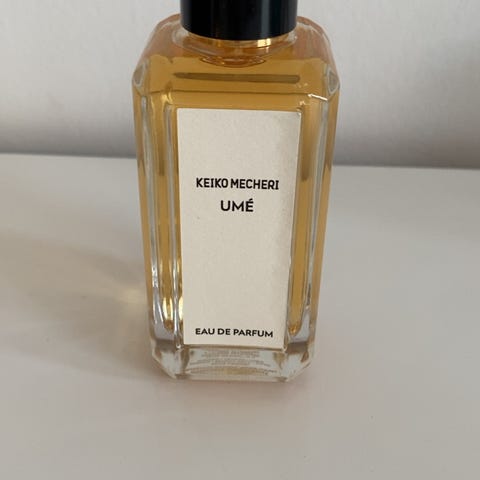 KEIKO MECHERI
UMÉ
EAU DE PARFUM